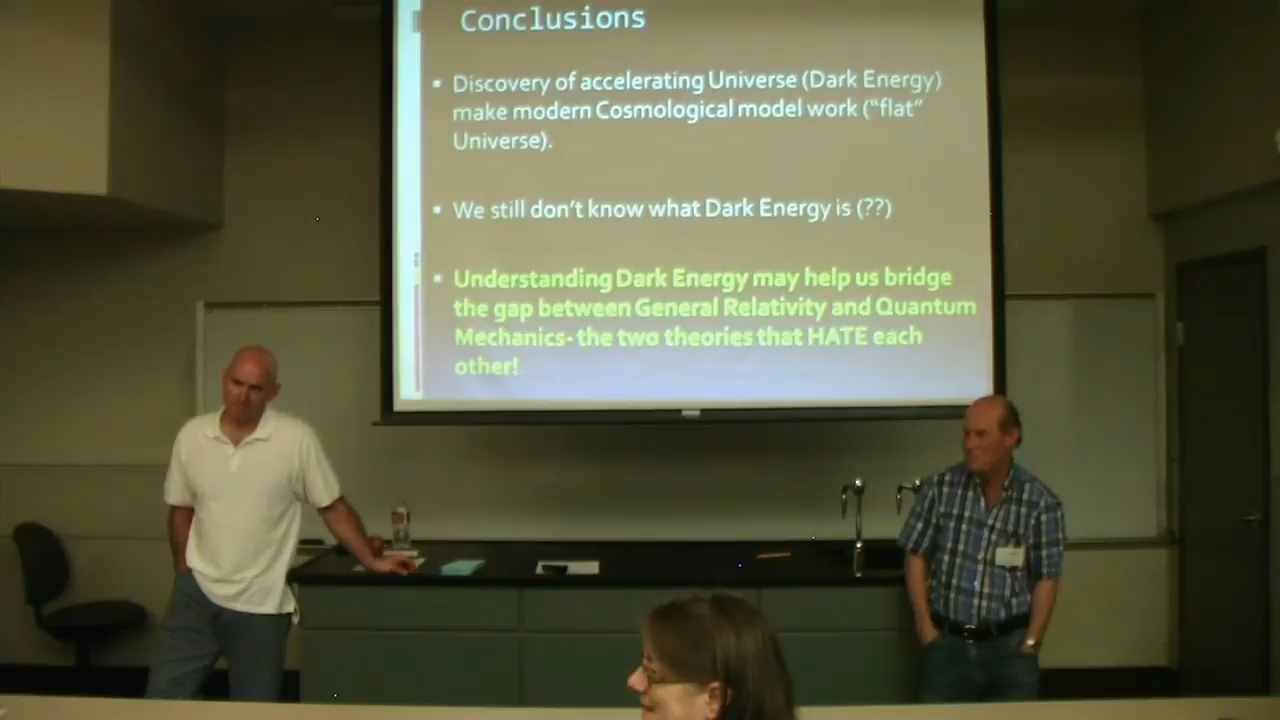 Conclusions
Discovery of accelerating Universe (Dark Energy)
make modern Cosmological model work (“flat”
Universe).
We still don’t know what Dark Energy is (??)
Understanding Dark Energy may help us bridge
the gap between General Relativity and Quantum
Mechanics- the two theories that HATE each
other!